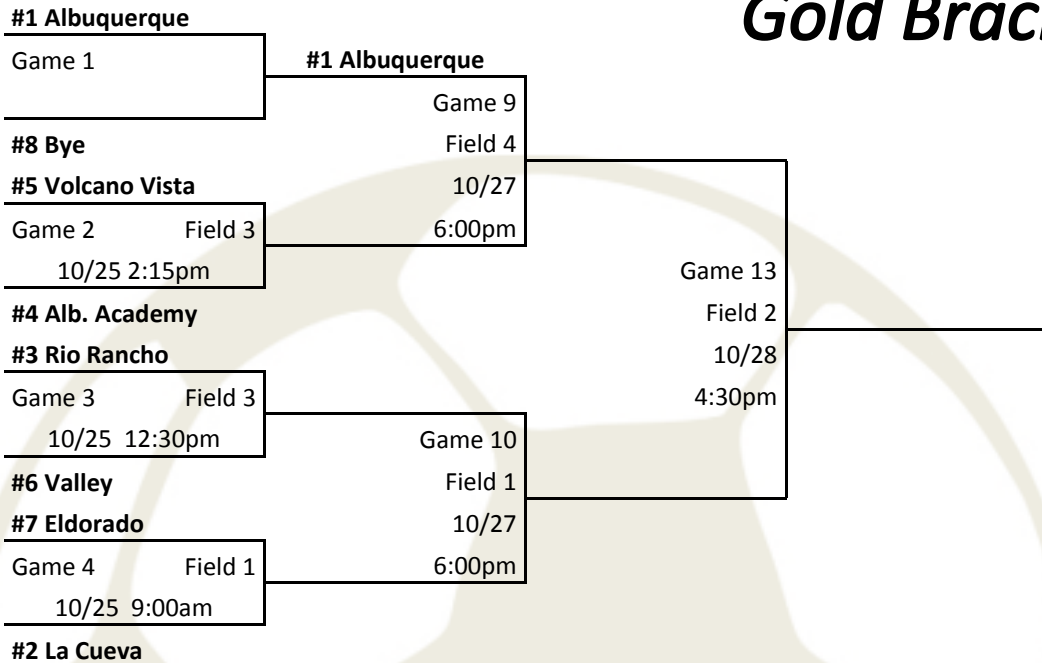 Gold Brac
#1 Albuquerque
Game 1
#8 Bye
#5 Volcano Vista
Game 2 Field 3
10/25 2:15pm
#4 Alb. Academy
#3 Rio Rancho
Game 3 Field 3
10/25 12:30pm
#6 Valley
#7 Eldorado
Game 4 Field 1
10/25 9:00am
#2 La Cueva
#1 Albuquerque
Game 9
Field 4
10/27
6:00pm
Game 10
Field 1
10/27
6:00pm
Game 13
Field 2
10/28
4:30pm